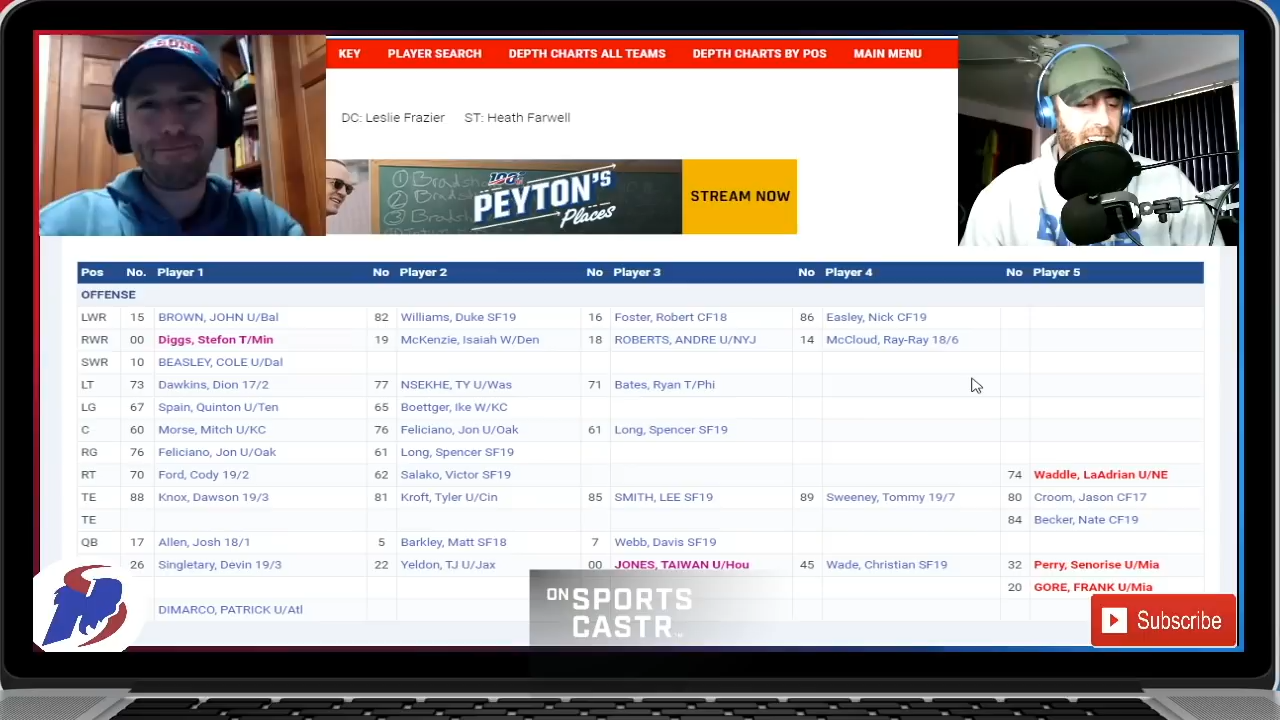 KEY PLAYER SEARCH DEPTH CHARTS ALL TEAMS DEPTH CHARTS BY POS MAIN MENU
DC: Leslie Frazier ST: Heath Farwell
100
PEYTON'S
Places
STREAM NOW
Pos No. Player 1 No Player 2 No Player 3 No Player 4 No Player 5
OFFENSE
LWR 15 BROWN, JOHN U/Bal 82 Williams, Duke SF19 16 Foster, Robert CF18 86 Easley, Nick CF19
RWR 00 Diggs, Stefon T/Min 19 McKenzie, Isaiah W/Den 18 ROBERTS, ANDRE U/NYJ 14 McCloud, Ray-Ray 18/6
SWR 10 BEASLEY, COLE U/Dal
LT 73 Dawkins, Dion 17/2 77 NSEKHE, TY U/Was 71 Bates, Ryan T/Phi
LG 67 Spain, Quinton U/Ten 65 Boettger, Ike W/KC
C 60 Morse, Mitch U/KC 76 Feliciano, Jon U/Oak 61 Long, Spencer SF19
RG 76 Feliciano, Jon U/Oak 61 Long, Spencer SF19
RT 70 Ford, Cody 19/2 62 Salako, Victor SF19 74 Waddle, LaAdrian U/NE
TE 88 Knox, Dawson 19/3 81 Kroft, Tyler U/Cin 85 SMITH, LEE SF19 89 Sweeney, Tommy 19/7 80 Croom, Jason CF17
TE 84 Becker, Nate CF19
QB 17 Allen, Josh 18/1 5 Barkley, Matt SF18 7 Webb, Davis SF19
26 Singletary, Devin 19/3 22 Yeldon, TJ U/Jax 00 JONES, TAIWAN U/Hou 45 Wade, Christian SF19 32 Perry, Senorise U/Mia
20 GORE, FRANK U/Mia
DIMARCO, PATRICK U/Atl
ON SPORTS
CASTR
Subscribe